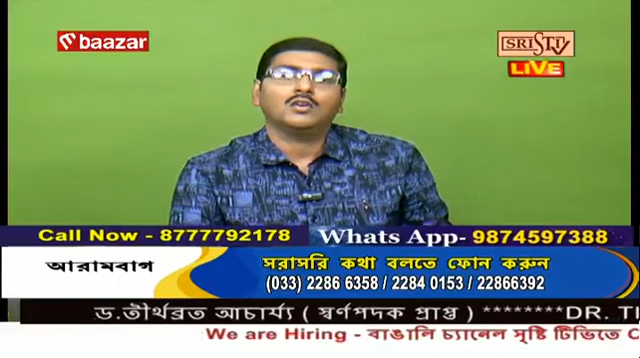 baazar
SRISTI TV
LIVE
Call Now - 8777792178 Whats App- 9874597388
আরামবাগ
সরাসরি কথা বলতে ফোন করুন
(033) 2286 6358 / 2284 0153 / 22866392
ড.তীর্থব্রত আচার্য্য ( স্বর্ণপদক প্রাপ্ত ) ********DR. TI
We are Hiring - বাঙালি চ্যানেল সৃষ্টি টিভিতে C